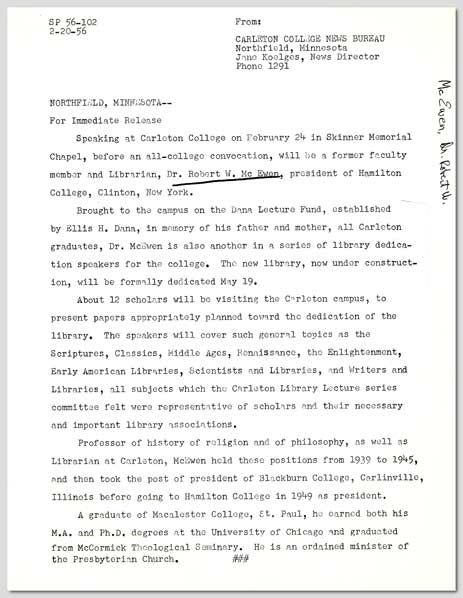 SP 56-102
2-20-56
From:
CARLETON COLLEGE NEWS BUREAU
Northfield, Minnesota
Jane Koelges, News Director
Phone 1291
Mc Ewen, Dr. Robert W.
NORTHFIELD, MINNESOTA--
For Immediate Release
Speaking at Carleton College on February 24 in Skinner Memorial
Chapel, before an all-college convocation, will be a former faculty
member and Librarian, Dr. Robert W. Mc Ewen, president of Hamilton
College, Clinton, New York.
Brought to the campus on the Dana Lecture Fund, established
by Ellis H. Dana, in memory of his father and mother, all Carleton
graduates, Dr. McEwen is also another in a series of library dedica-
tion speakers for the college. The new library, now under construct-
ion, will be formally dedicated May 19.
About 12 scholars will be visiting the Carleton campus, to
present papers appropriately planned toward the dedication of the
library. The speakers will cover such general topics as the
Scriptures, Classics, Middle Ages, Renaissance, the Enlightenment,
Early American Libraries, Scientists and Libraries, and Writers and
Libraries, all subjects which the Carleton Library Lecture series
committee felt were representative of scholars and their necessary
and important library associations.
Professor of history of religion and of philosophy, as well as
Librarian at Carleton, McEwen held these positions from 1939 to 1945,
and then took the post of president of Blackburn College, Carlinville,
Illinois before going to Hamilton College in 1949 as president.
A graduate of Macalester College, St. Paul, he earned both his
M.A. and Ph.D. degrees at the University of Chicago and graduated
from McCormick Theological Seminary. He is an ordained minister of
the Presbyterian Church. ###